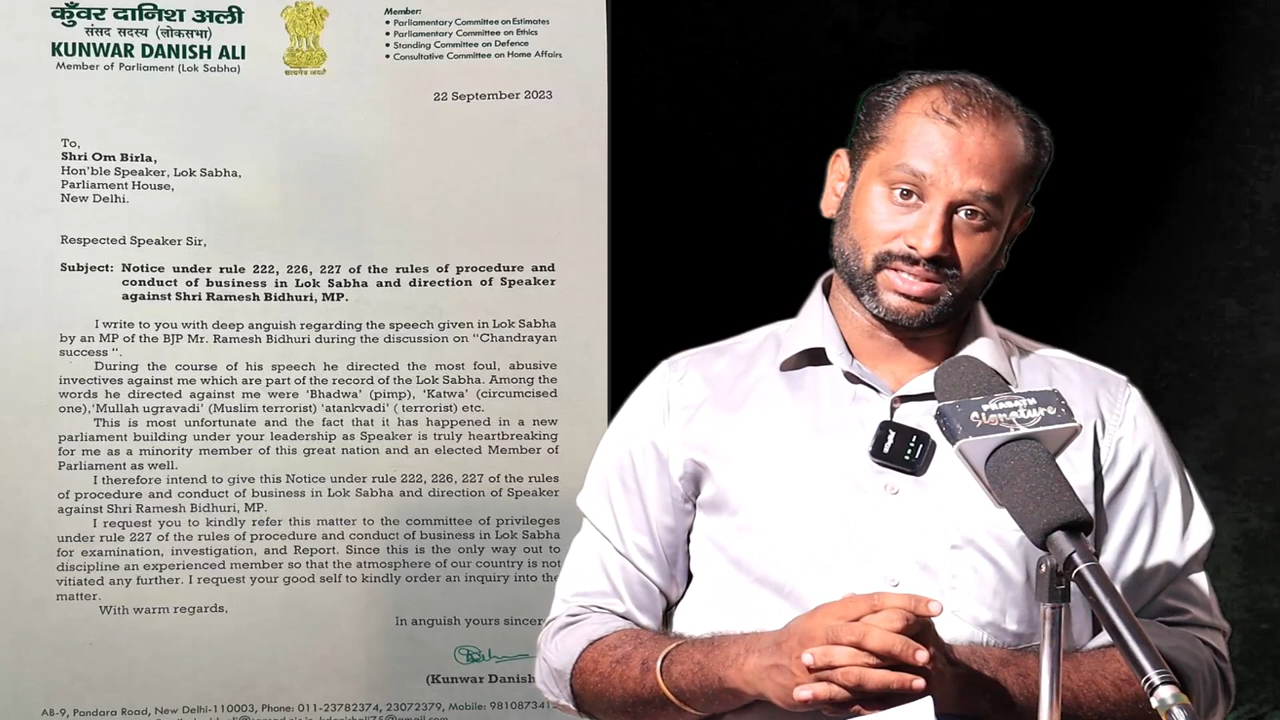 कुँवर दानिश अली
संसद सदस्य (लोकसभा)
KUNWAR DANISH ALI
Member of Parliament (Lok Sabha)
सत्यमेव जयते
Member:
• Parliamentary Committee on Estimates
• Parliamentary Committee on Ethics
• Standing Committee on Defence
• Consultative Committee on Home Affairs
22 September 2023
To,
Shri Om Birla,
Hon'ble Speaker, Lok Sabha,
Parliament House,
New Delhi.
Respected Speaker Sir,
Subject: Notice under rule 222, 226, 227 of the rules of procedure and
conduct of business in Lok Sabha and direction of Speaker
against Shri Ramesh Bidhuri, MP.
I write to you with deep anguish regarding the speech given in Lok Sabha
by an MP of the BJP Mr. Ramesh Bidhuri during the discussion on "Chandrayan
success ".
During the course of his speech he directed the most foul, abusive
invectives against me which are part of the record of the Lok Sabha. Among the
words he directed against me were 'Bhadwa' (pimp), 'Katwa' (circumcised
one),'Mullah ugravadi' (Muslim terrorist) 'atankvadi' ( terrorist) etc.
This is most unfortunate and the fact that it has happened in a new
parliament building under your leadership as Speaker is truly heartbreaking
for me as a minority member of this great nation and an elected Member of
Parliament as well.
I therefore intend to give this Notice under rule 222, 226, 227 of the rules
of procedure and conduct of business in Lok Sabha and direction of Speaker
against Shri Ramesh Bidhuri, MP.
I request you to kindly refer this matter to the committee of privileges
under rule 227 of the rules of procedure and conduct of business in Lok Sabha
for examination, investigation, and Report. Since this is the only way out to
discipline an experienced member so that the atmosphere of our country is not
vitiated any further. I request your good self to kindly order an inquiry into the
matter.
With warm regards,
In anguish yours sincer
(Kunwar Danish
AB-9, Pandara Road, New Delhi-110003, Phone: 011-23782374, 23072379, Mobile: 981087341
PRABATH
Signature